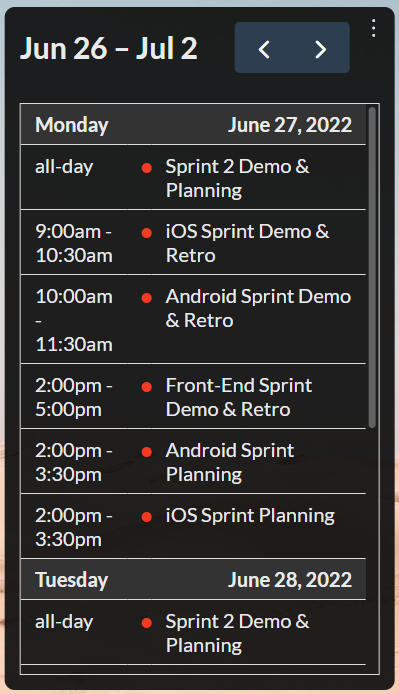 Jun 26 – Jul 2
Monday June 27, 2022
all-day Sprint 2 Demo &
Planning
9:00am - iOS Sprint Demo &
10:30am Retro
10:00am Android Sprint Demo
- & Retro
11:30am
2:00pm - Front-End Sprint
5:00pm Demo & Retro
2:00pm - Android Sprint
3:30pm Planning
2:00pm - iOS Sprint Planning
3:30pm
Tuesday June 28, 2022
all-day Sprint 2 Demo &
Planning